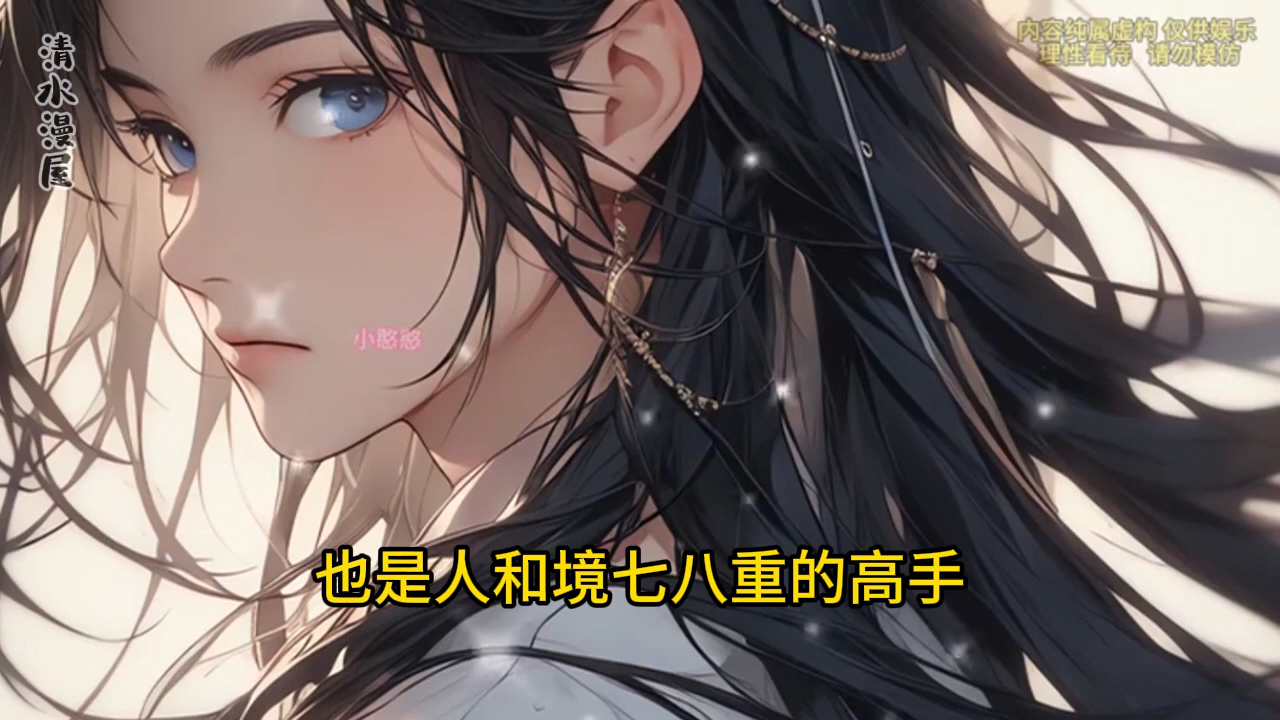 清水漫屋
内容纯属虚构 仅供娱乐
理性看待 请勿模仿
小憨憨
也是人和境七八重的高手